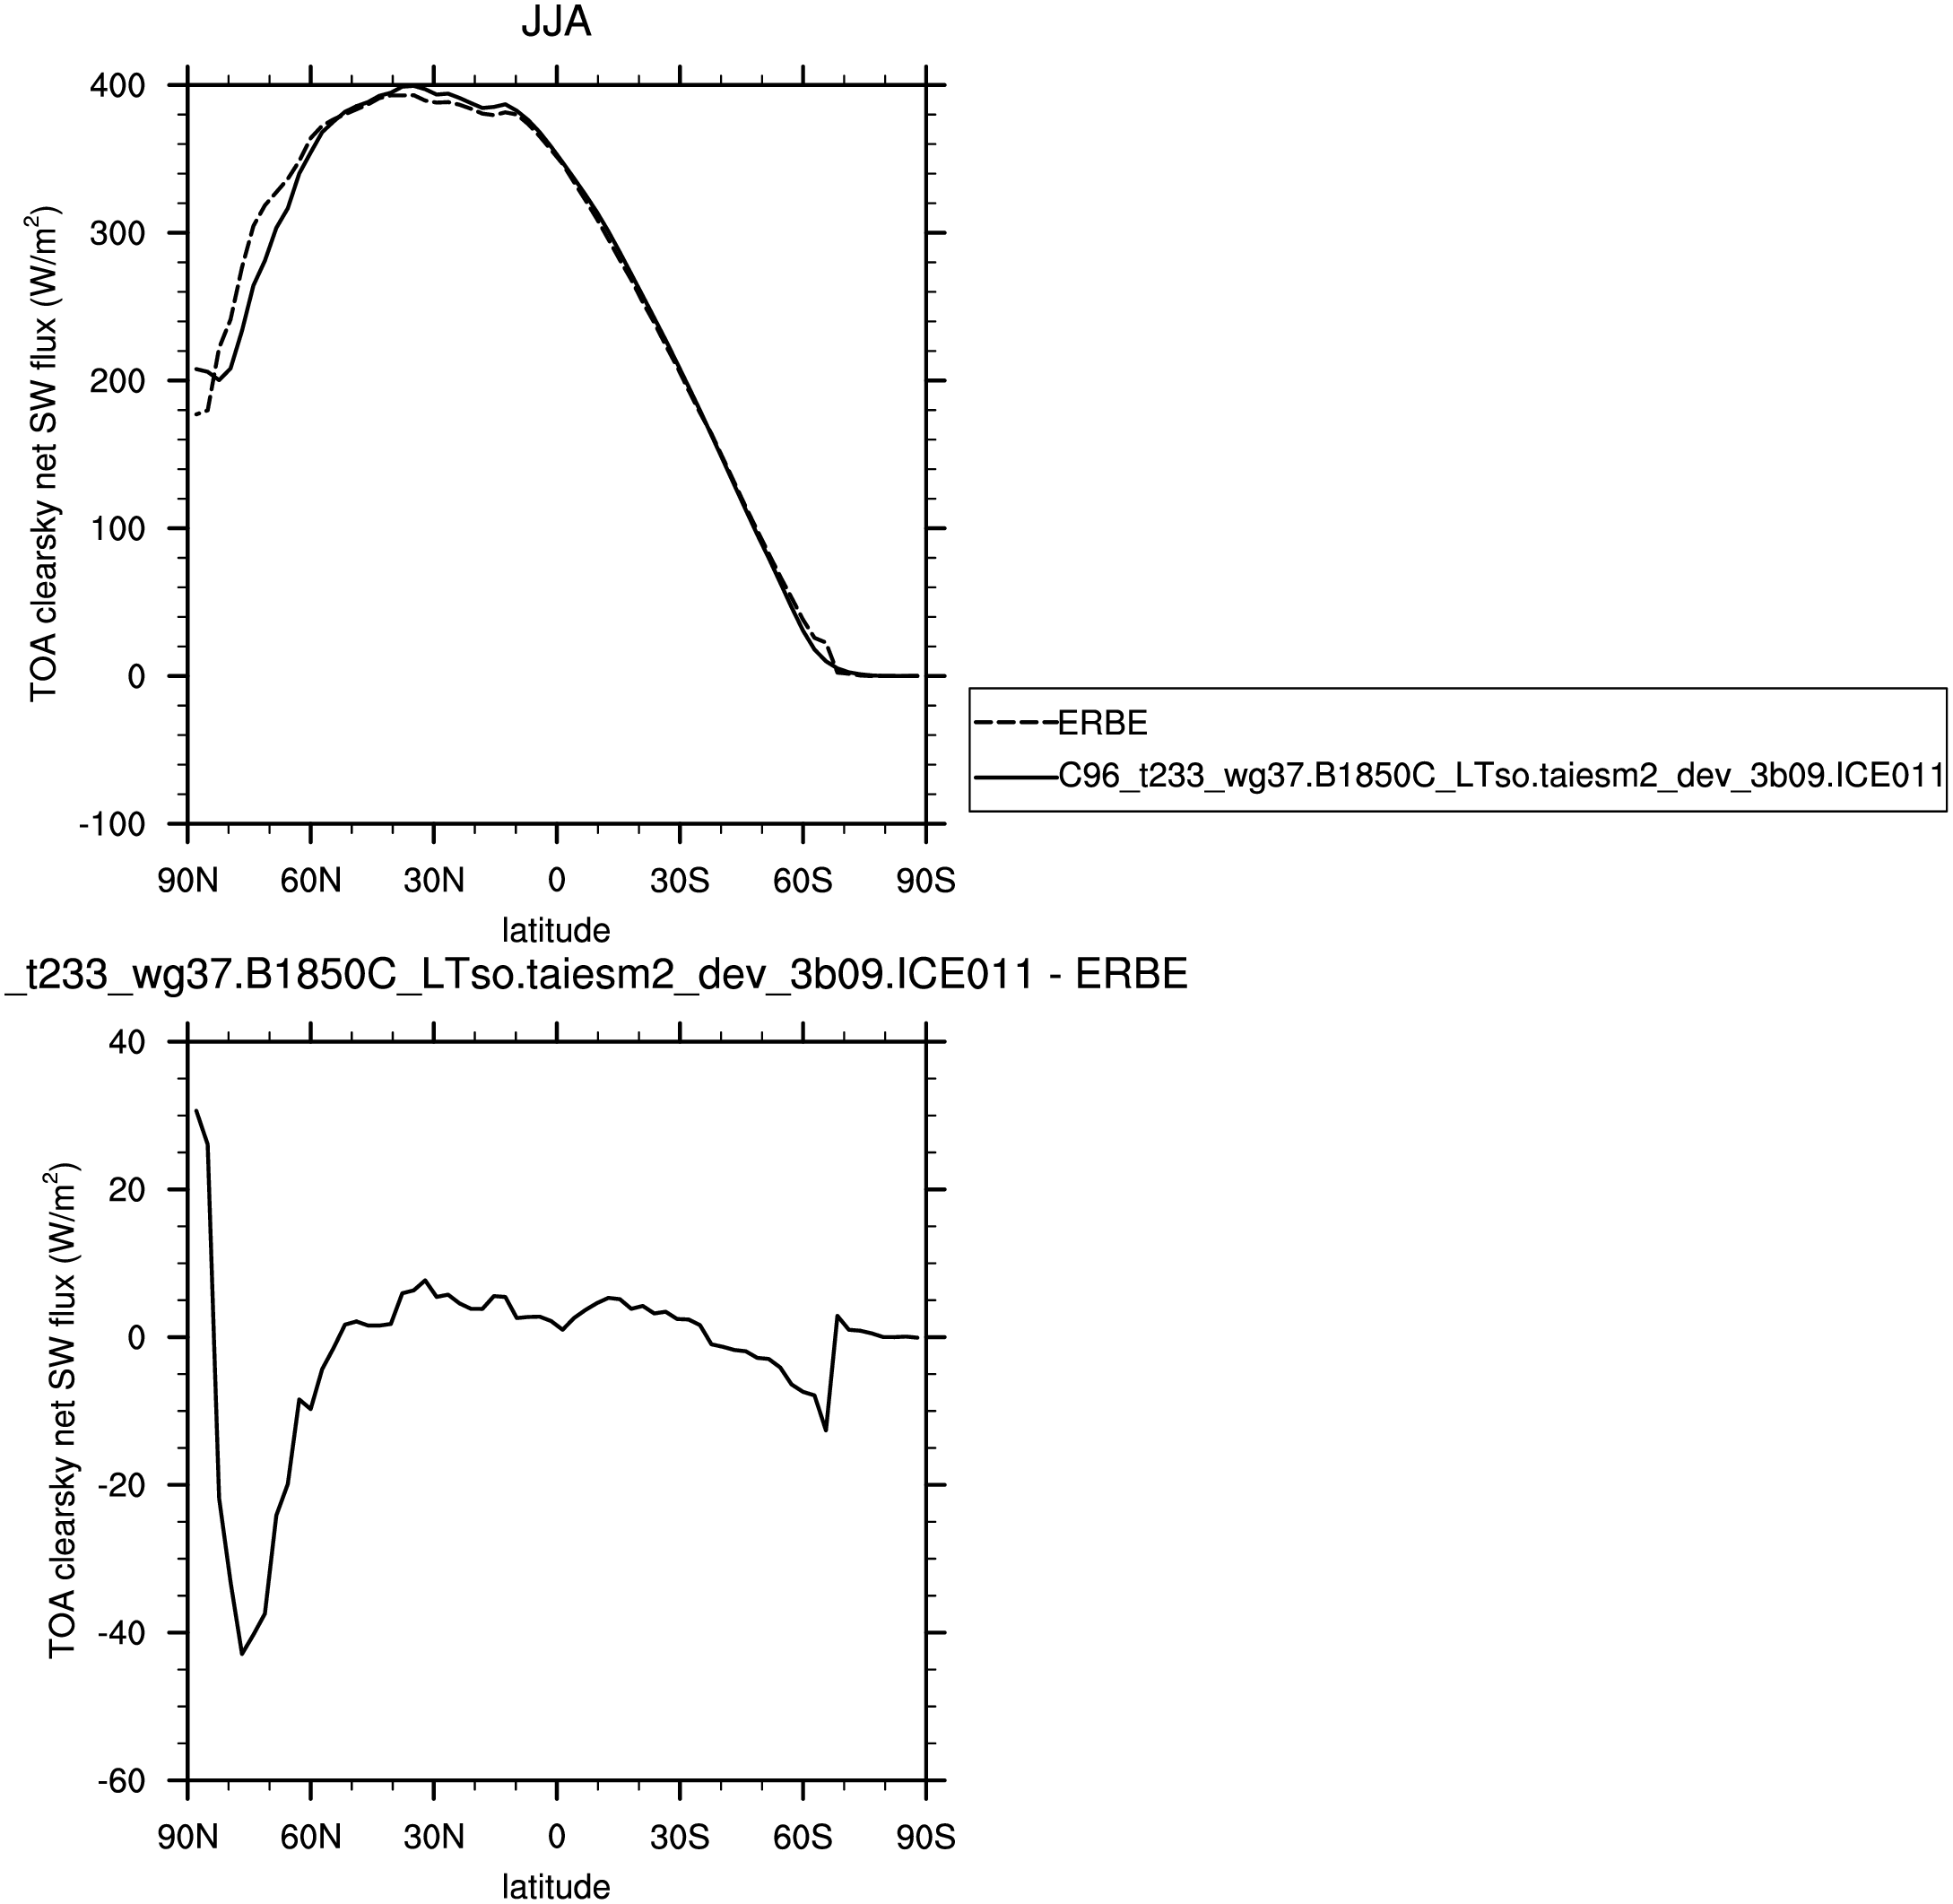 JJA
TOA clearsky net SW flux (W/m²)
400
300
200
100
0
-100
90N 60N 30N 0 30S 60S 90S
latitude
ERBE
C96_t233_wg37.B1850C_LTso.taiesm2_dev_3b09.ICE011
_t233_wg37.B1850C_LTso.taiesm2_dev_3b09.ICE011 - ERBE
TOA clearsky net SW flux (W/m²)
40
20
0
-20
-40
-60
90N 60N 30N 0 30S 60S 90S
latitude